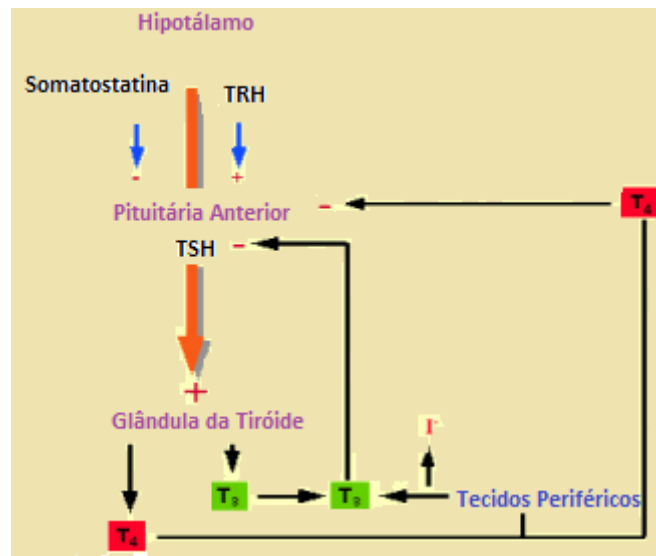 Hipotálamo
Somatostatina
TRH
-
+
Pituitária Anterior
-
T₄
TSH
-
+
Glândula da Tiróide
I⁻
T₃
T₃
Tecidos Periféricos
T₄